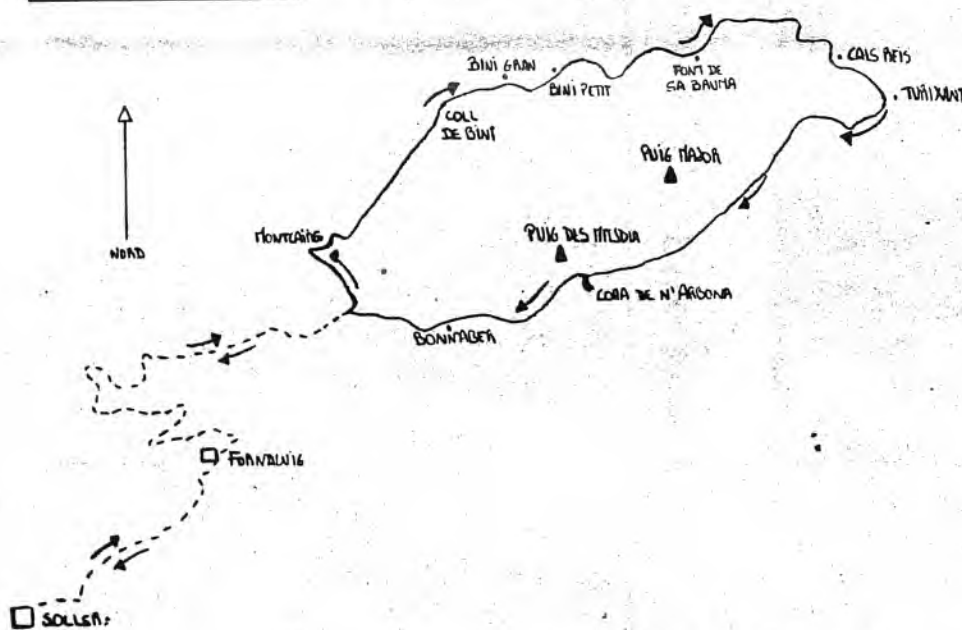 BINI GRAN
BINI PETIT
FONT DE
SA BAUMA
CALS REIS
TUÀIXANT
COLL
DE BINI
PUIG MAJOR
NORD
MONTCAIRE
PUIG DES MITJDIA
CORA DE N'ARBONA
BONNABER
FORNALUIG
SOLLER